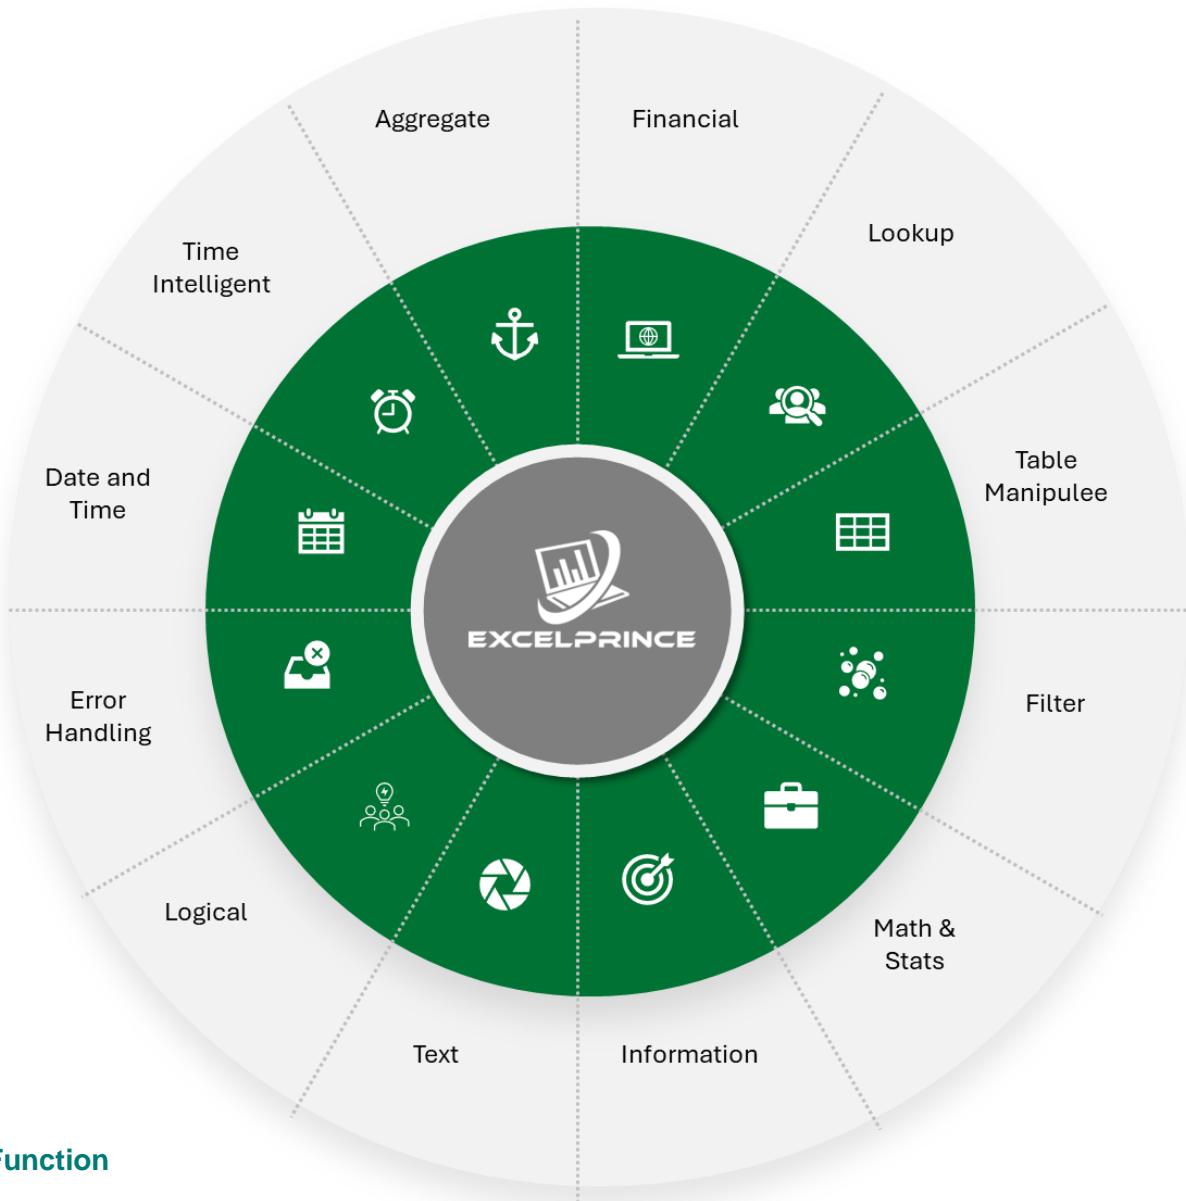 Aggregate
Financial
Lookup
Table
Manipulee
Filter
Math &
Stats
Information
Text
Logical
Error
Handling
Date and
Time
Time
Intelligent
EXCELPRINCE
Function